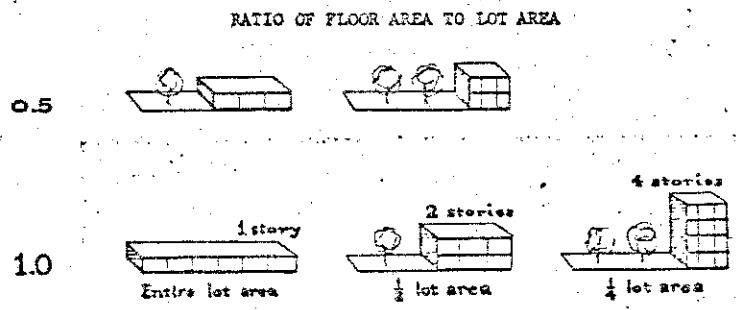 RATIO OF FLOOR AREA TO LOT AREA
0.5
4 stories
2 stories
1 story
1.0
Entire lot area
1/2 lot area
1/4 lot area